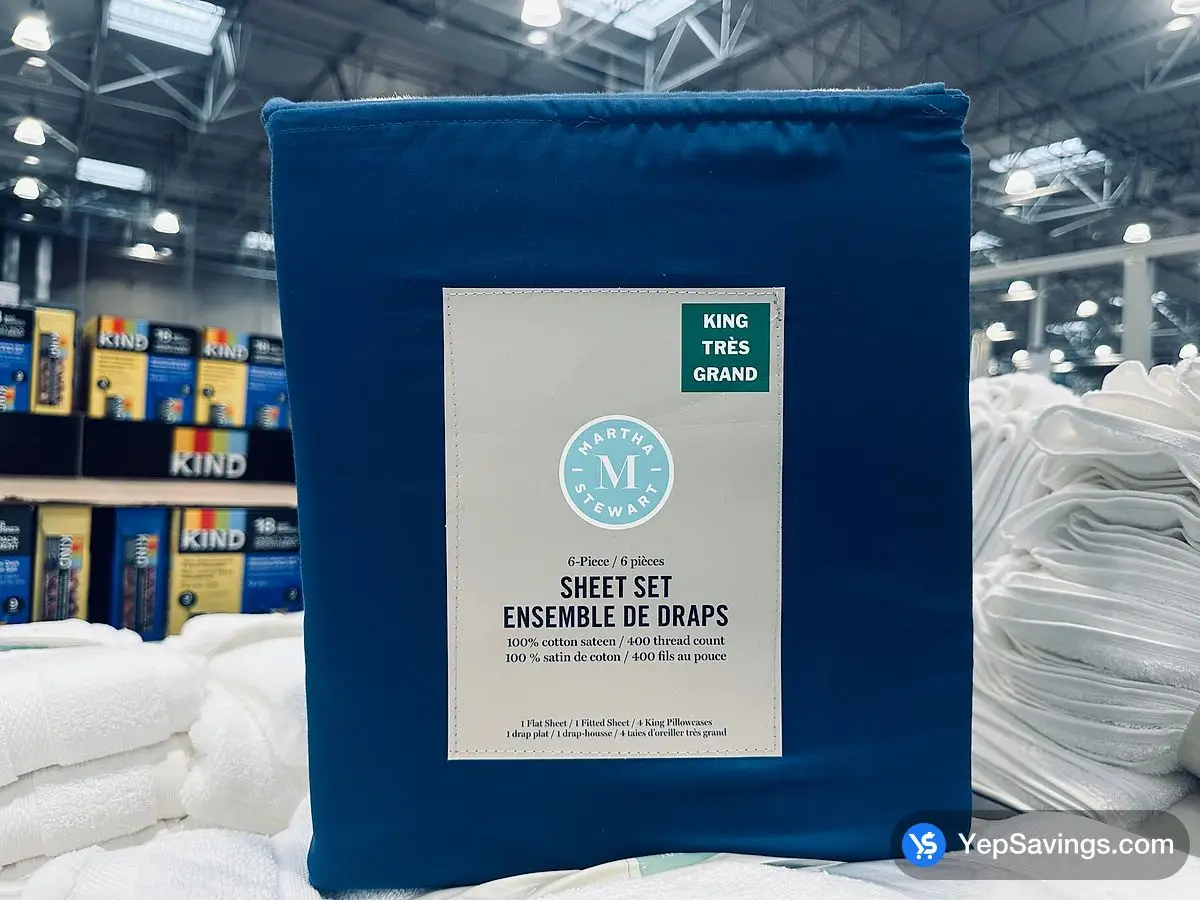 KING
TRÈS
GRAND
MARTHA
M
STEWART
6-Piece / 6 pièces
SHEET SET
ENSEMBLE DE DRAPS
100% cotton sateen / 400 thread count
100 % satin de coton / 400 fils au pouce
1 Flat Sheet / 1 Fitted Sheet / 4 King Pillowcases
1 drap plat / 1 drap-housse / 4 taies d'oreiller très grand
KIND
KIND
18
KIND
KIND
18
KIND
KIND
YepSavings.com